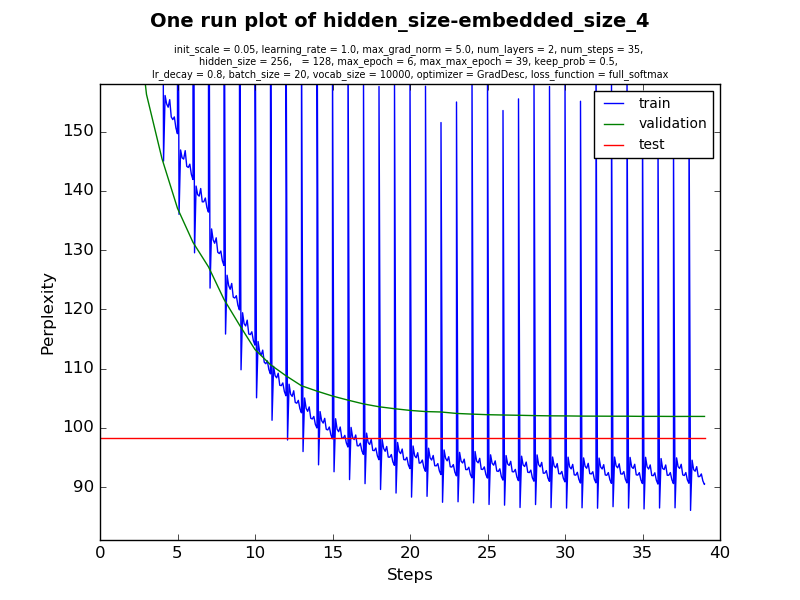 One run plot of hidden_size-embedded_size_4
init_scale = 0.05, learning_rate = 1.0, max_grad_norm = 5.0, num_layers = 2, num_steps = 35,
hidden_size = 256,   = 128, max_epoch = 6, max_max_epoch = 39, keep_prob = 0.5,
lr_decay = 0.8, batch_size = 20, vocab_size = 10000, optimizer = GradDesc, loss_function = full_softmax
train
validation
test
150
140
130
120
110
100
90
Perplexity
0 5 10 15 20 25 30 35 40
Steps